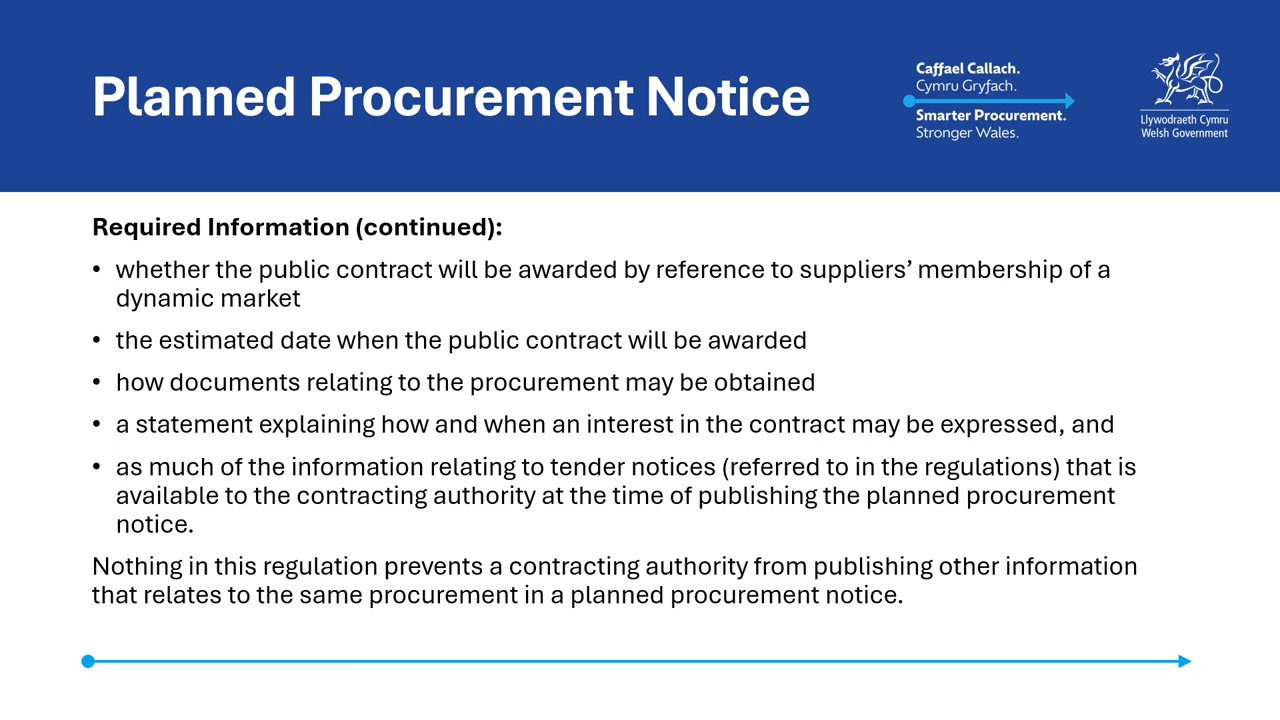 Planned Procurement Notice
Caffael Callach.
Cymru Gryfach.
Smarter Procurement.
Stronger Wales.
Llywodraeth Cymru
Welsh Government
Required Information (continued):
• whether the public contract will be awarded by reference to suppliers’ membership of a
dynamic market
• the estimated date when the public contract will be awarded
• how documents relating to the procurement may be obtained
• a statement explaining how and when an interest in the contract may be expressed, and
• as much of the information relating to tender notices (referred to in the regulations) that is
available to the contracting authority at the time of publishing the planned procurement
notice.
Nothing in this regulation prevents a contracting authority from publishing other information
that relates to the same procurement in a planned procurement notice.